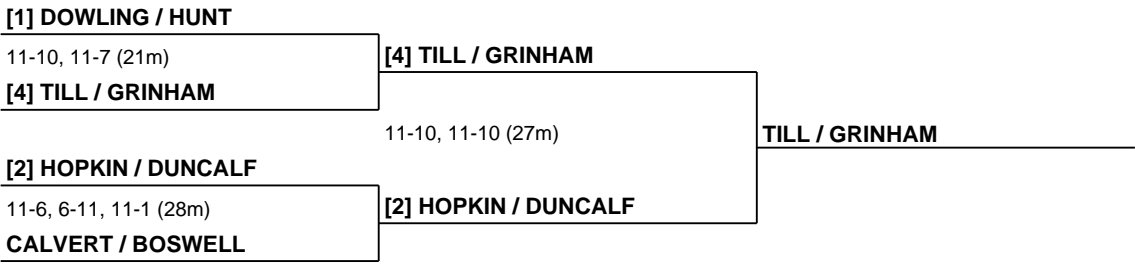 [1] DOWLING / HUNT
11-10, 11-7 (21m)
[4] TILL / GRINHAM
[4] TILL / GRINHAM
11-10, 11-10 (27m)
TILL / GRINHAM
[2] HOPKIN / DUNCALF
11-6, 6-11, 11-1 (28m)
[2] HOPKIN / DUNCALF
CALVERT / BOSWELL